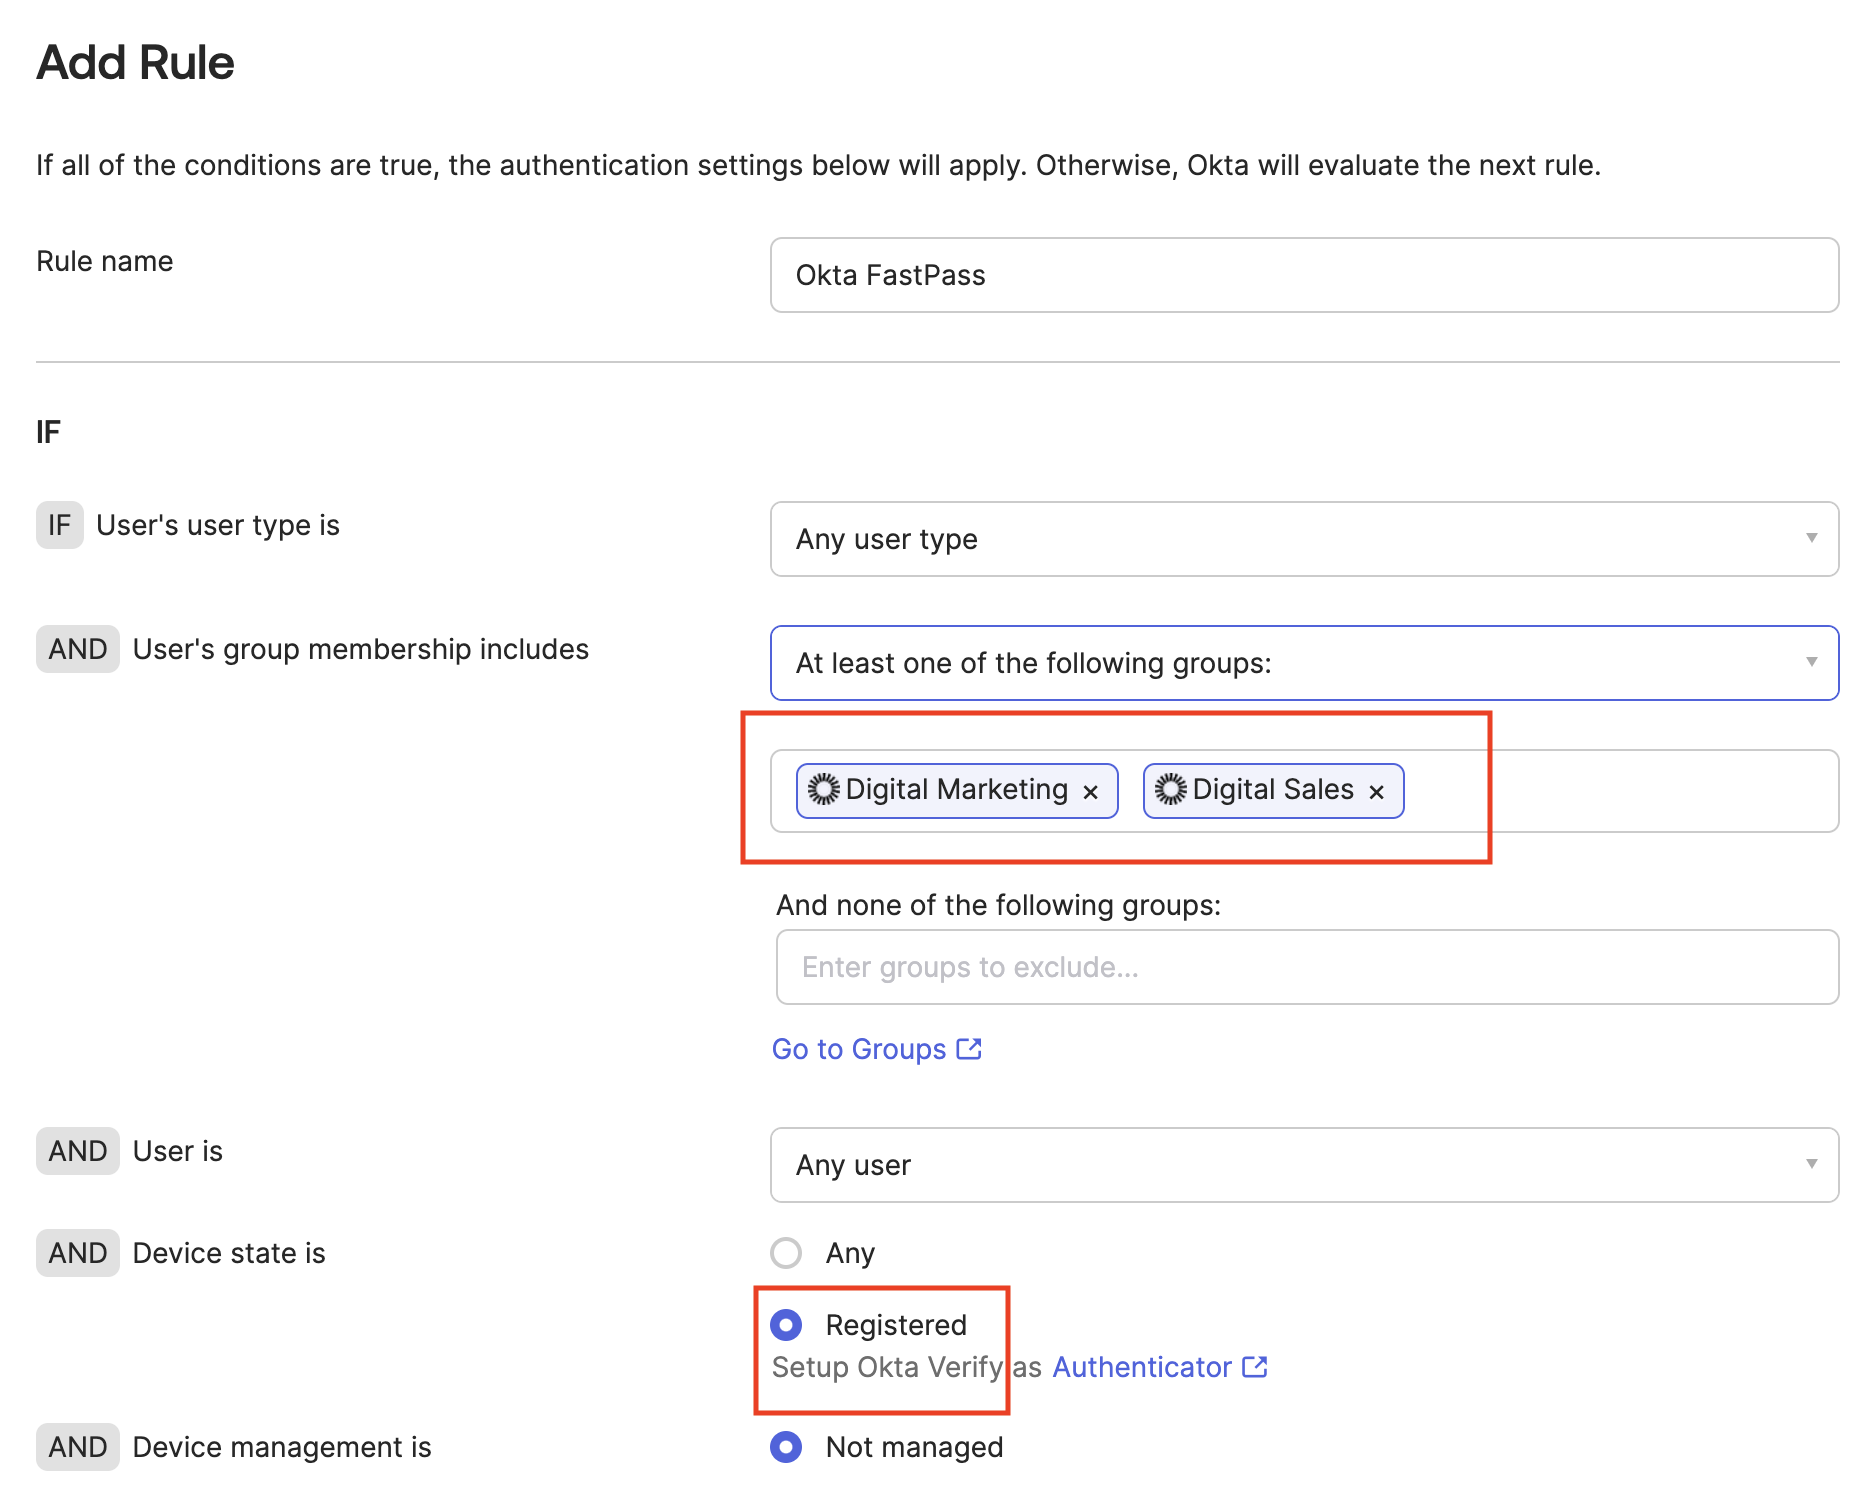 Add Rule
If all of the conditions are true, the authentication settings below will apply. Otherwise, Okta will evaluate the next rule.
Rule name
Okta FastPass
IF
IF User's user type is
Any user type
AND User's group membership includes
At least one of the following groups:
Digital Marketing × Digital Sales ×
And none of the following groups:
Enter groups to exclude...
Go to Groups
AND User is
Any user
AND Device state is
Any
Registered
Setup Okta Verify as Authenticator
AND Device management is
Not managed